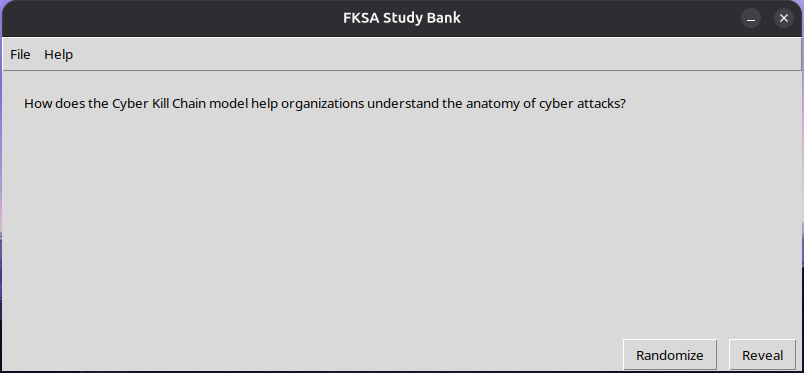 FKSA Study Bank
File Help
How does the Cyber Kill Chain model help organizations understand the anatomy of cyber attacks?
Randomize Reveal